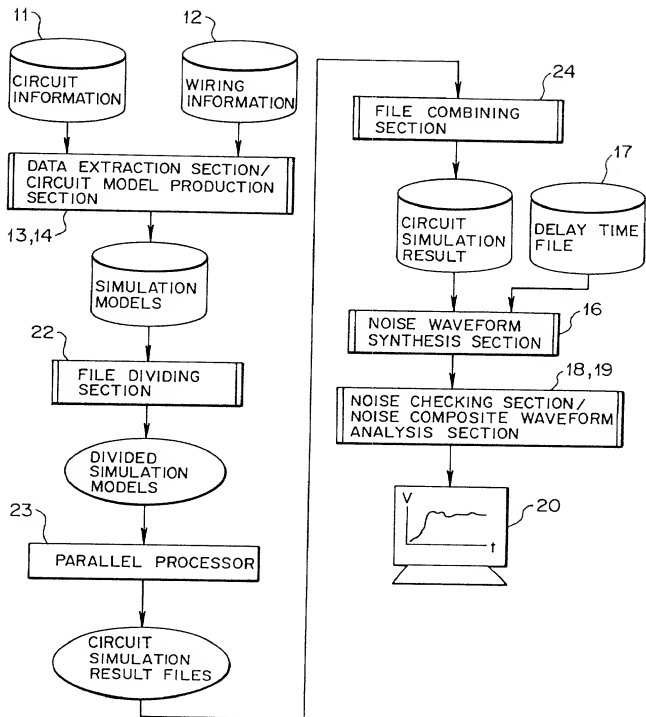 11
12
CIRCUIT
INFORMATION
WIRING
INFORMATION
DATA EXTRACTION SECTION/
CIRCUIT MODEL PRODUCTION
SECTION
13,14
SIMULATION
MODELS
22
FILE DIVIDING
SECTION
DIVIDED
SIMULATION
MODELS
23
PARALLEL PROCESSOR
CIRCUIT
SIMULATION
RESULT FILES
24
FILE COMBINING
SECTION
17
CIRCUIT
SIMULATION
RESULT
DELAY TIME
FILE
NOISE WAVEFORM
SYNTHESIS SECTION
16
18,19
NOISE CHECKING SECTION/
NOISE COMPOSITE WAVEFORM
ANALYSIS SECTION
V
t
20